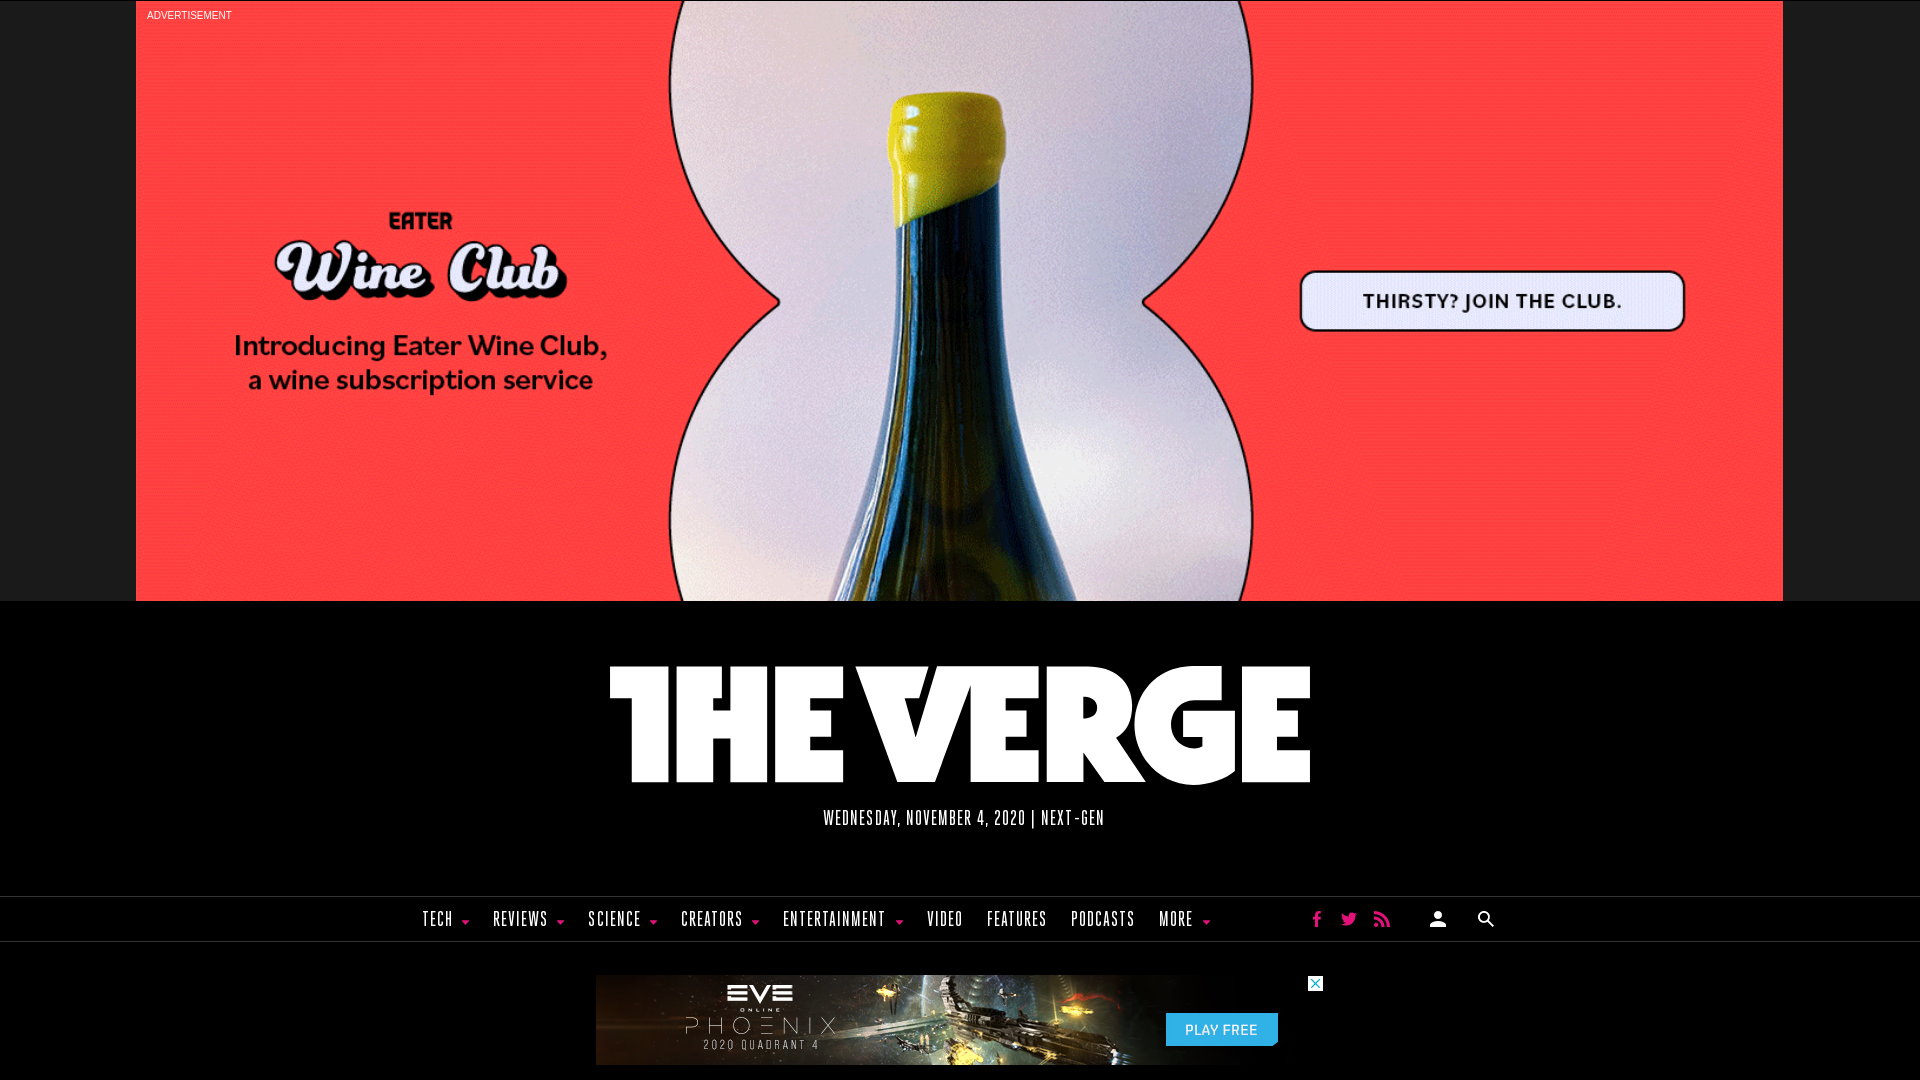 ADVERTISEMENT
EATER
Wine Club
Introducing Eater Wine Club,
a wine subscription service
THIRSTY? JOIN THE CLUB.
THE VERGE
WEDNESDAY, NOVEMBER 4, 2020 | NEXT-GEN
TECH REVIEWS SCIENCE CREATORS ENTERTAINMENT VIDEO FEATURES PODCASTS MORE
EVE
ONLINE
PHOENIX
2020 QUADRANT 4
PLAY FREE